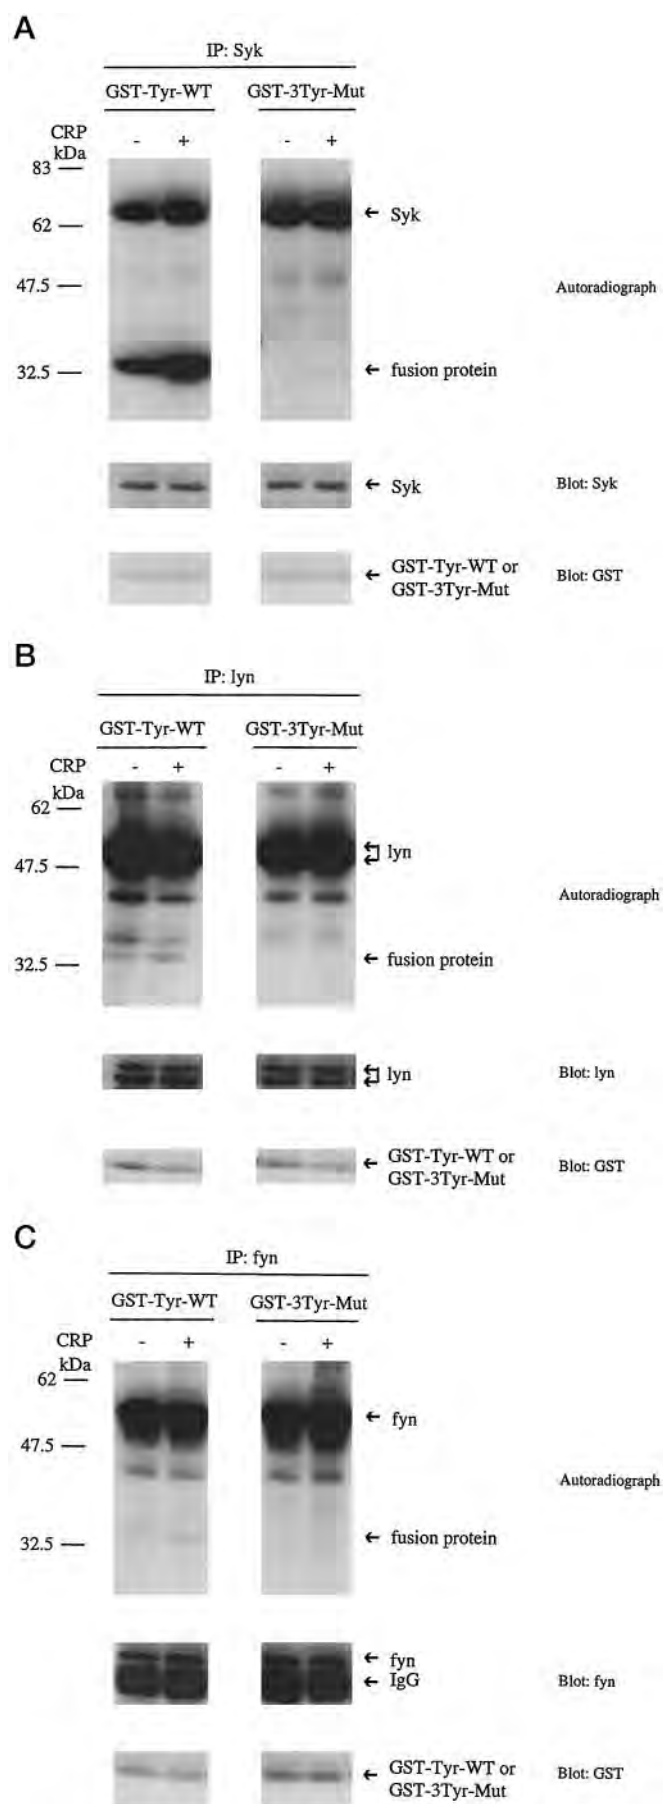 A
IP: Syk
GST-Tyr-WT GST-3Tyr-Mut
CRP - + - +
kDa
83
← Syk
62
47.5 Autoradiograph
32.5 ← fusion protein
← Syk Blot: Syk
← GST-Tyr-WT or GST-3Tyr-Mut Blot: GST
B
IP: lyn
GST-Tyr-WT GST-3Tyr-Mut
CRP - + - +
kDa
62
lyn
47.5
Autoradiograph
← fusion protein
32.5
lyn Blot: lyn
← GST-Tyr-WT or GST-3Tyr-Mut Blot: GST
C
IP: fyn
GST-Tyr-WT GST-3Tyr-Mut
CRP - + - +
kDa
62
← fyn
47.5
Autoradiograph
← fusion protein
32.5
← fyn
← IgG Blot: fyn
← GST-Tyr-WT or GST-3Tyr-Mut Blot: GST